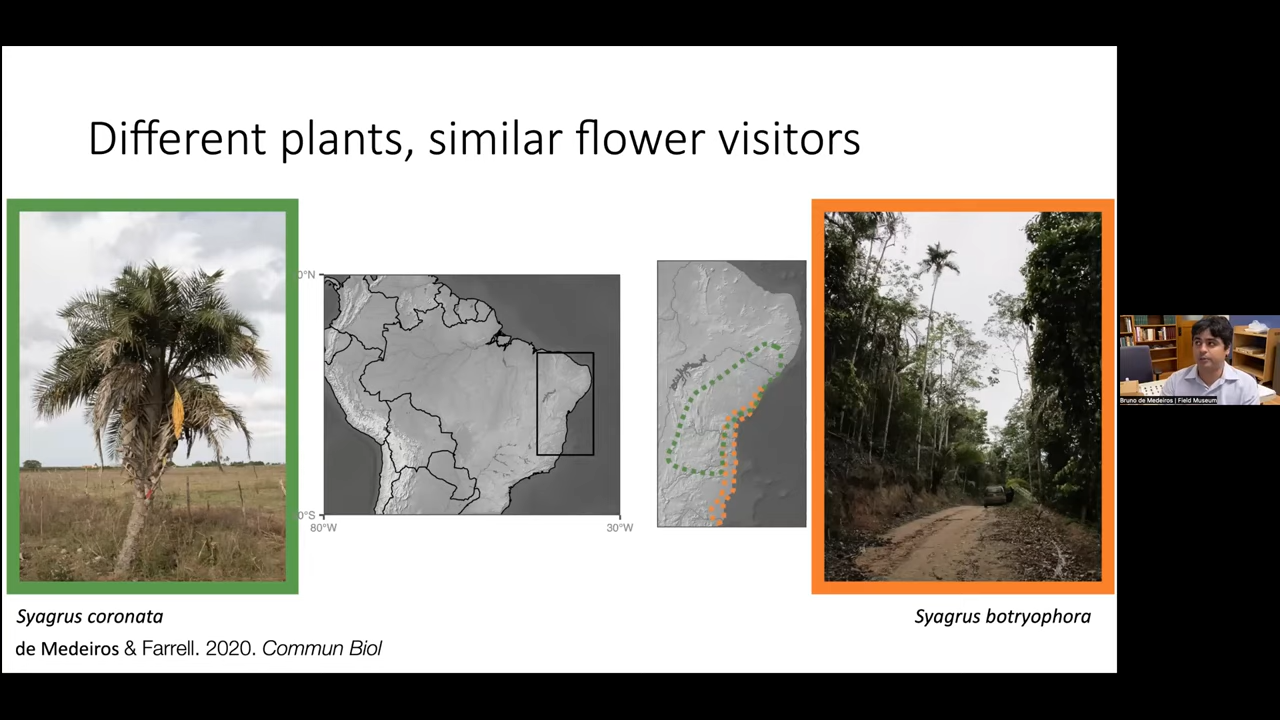 Different plants, similar flower visitors
0°N
0°S
80°W
30°W
Syagrus coronata
Syagrus botryophora
de Medeiros & Farrell. 2020. Commun Biol
Bruno de Medeiros | Field Museum